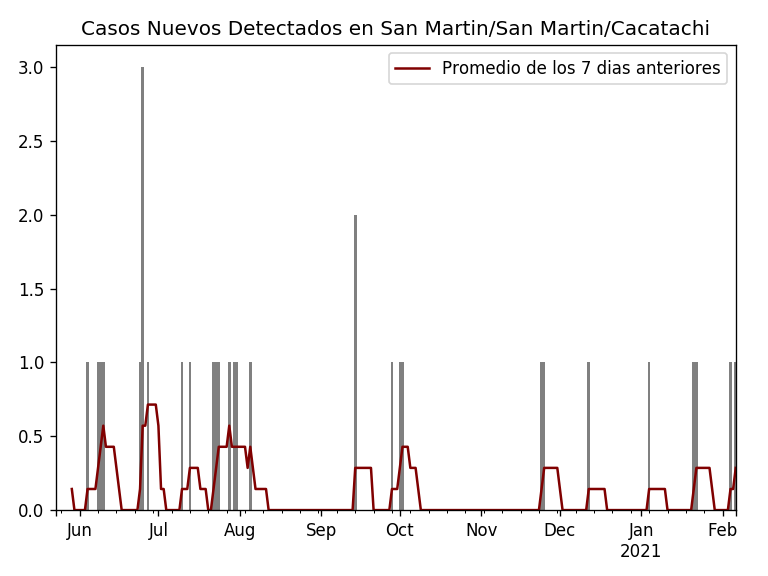 Casos Nuevos Detectados en San Martin/San Martin/Cacatachi
Promedio de los 7 dias anteriores
3.0
2.5
2.0
1.5
1.0
0.5
0.0
Jun Jul Aug Sep Oct Nov Dec Jan Feb
2021